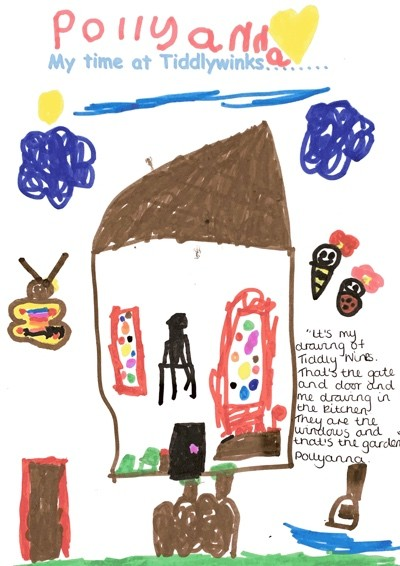 Pollyanna
My time at Tiddlywinks........
"It's my
drawing of
Tiddly Winks.
That's the gate
and door and
me drawing in
the kitchen
They are the
windows and
that's the garden
Pollyanna.